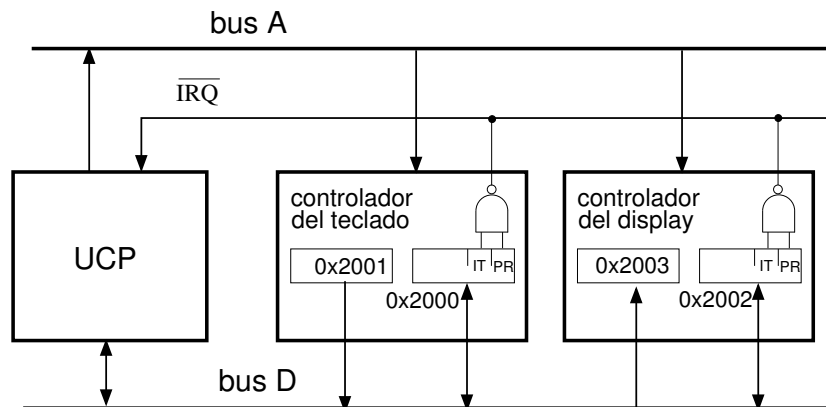 bus A
IRQ
controlador
del teclado
controlador
del display
UCP
0x2001
IT
PR
0x2003
IT
PR
0x2000
0x2002
bus D